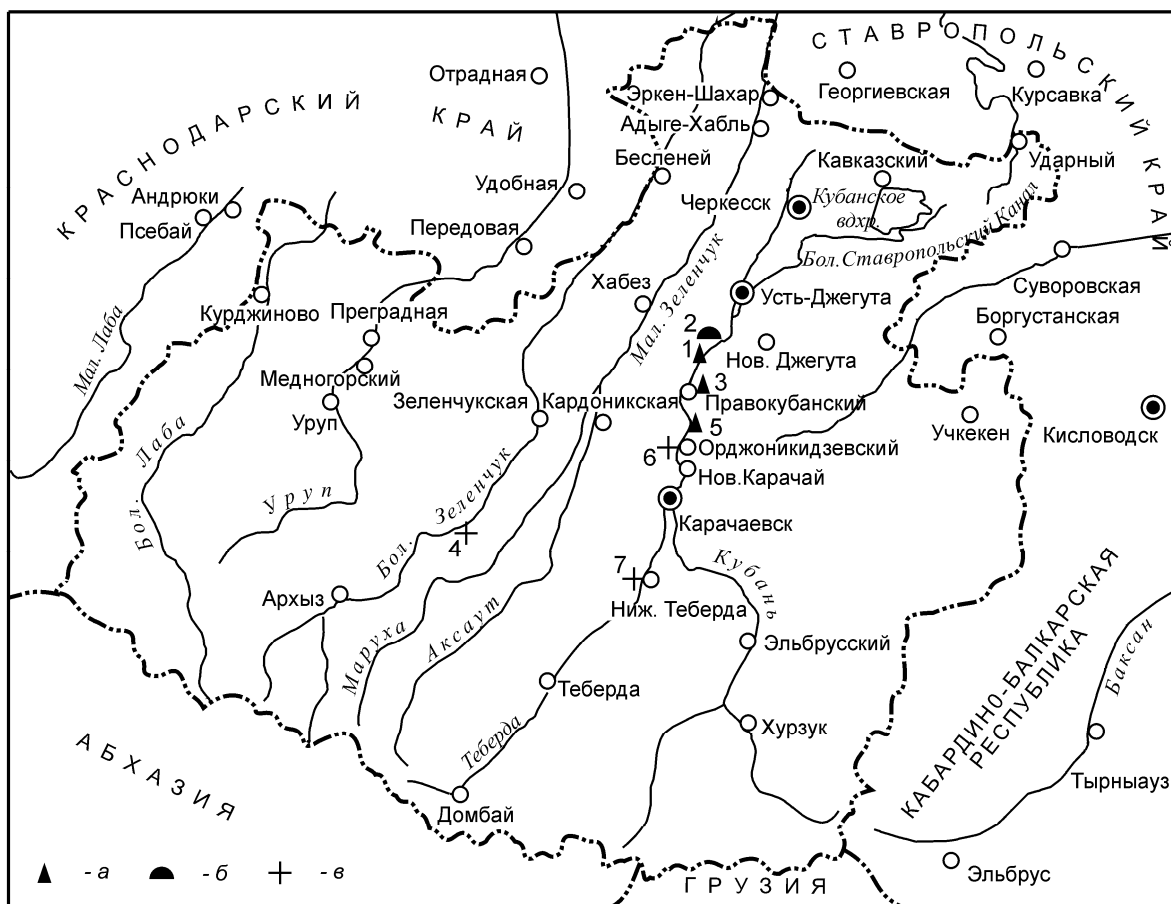 СТАВРОПОЛЬСКИЙ КРАЙ
КРАСНОДАРСКИЙ КРАЙ
Отрадная
Эркен-Шахар
Георгиевская
Курсавка
Адыге-Хабль
Бесленей
Кавказский
Ударный
Андрюки
Псебай
Удобная
Черкесск
Кубанское
вдхр.
Передовая
Бол.Ставропольский Канал
Хабез
Мал. Зеленчук
Усть-Джегута
Суворовская
Курджиново
Преградная
Боргустанская
2
1
Нов. Джегута
Мал. Лаба
Медногорский
3
Правокубанский
Уруп
Зеленчукская
Кардоникская
5
Учкекен
Кисловодск
Бол. Лаба
6
Орджоникидзевский
Нов.Карачай
Уруп
Карачаевск
Бол. Зеленчук
4
7
Кубань
Архыз
Ниж. Теберда
Маруха
Аксаут
Эльбрусский
КАБАРДИНО-БАЛКАРСКАЯ
РЕСПУБЛИКА
Баксан
Теберда
Теберда
Хурзук
АБХАЗИЯ
Тырныауз
Домбай
- а
- б
- в
ГРУЗИЯ
Эльбрус